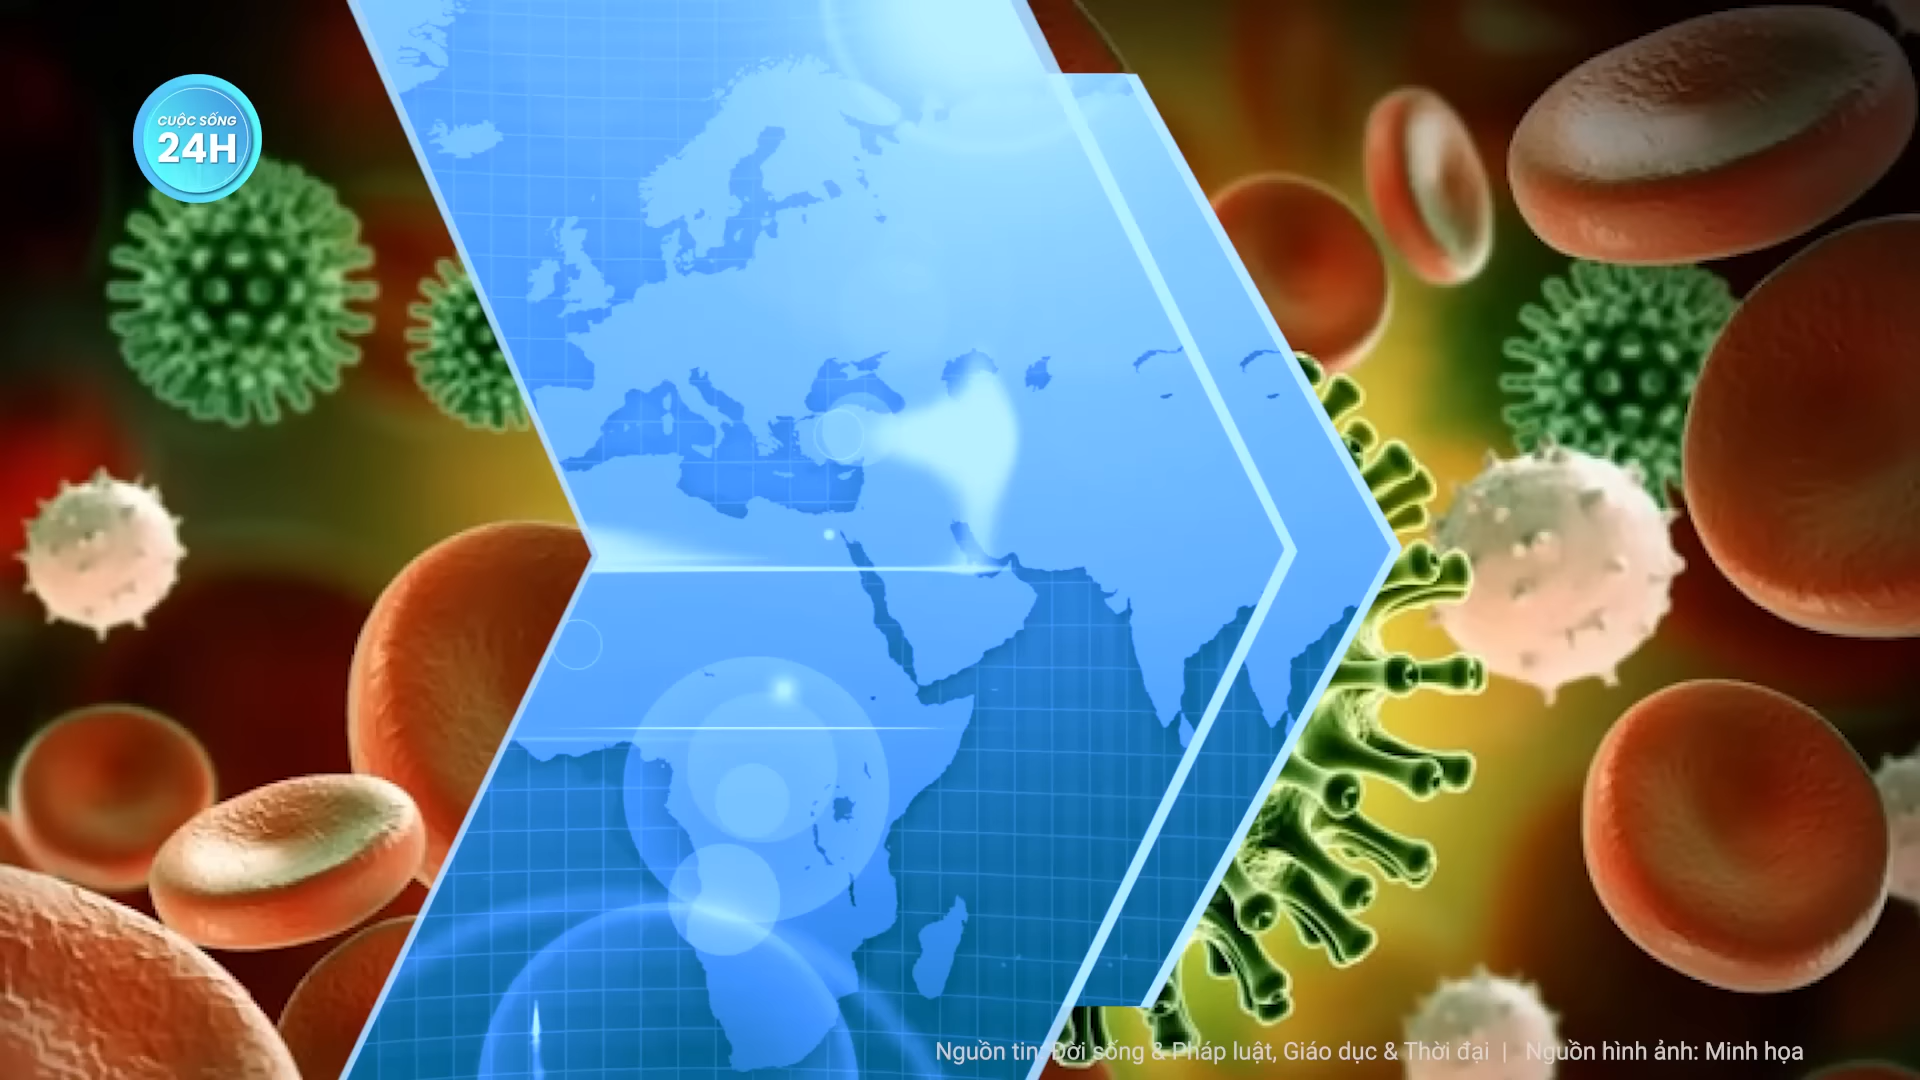 CUỘC SỐNG
24H
Nguồn tin: Đời sống & Pháp luật, Giáo dục & Thời đại | Nguồn hình ảnh: Minh họa